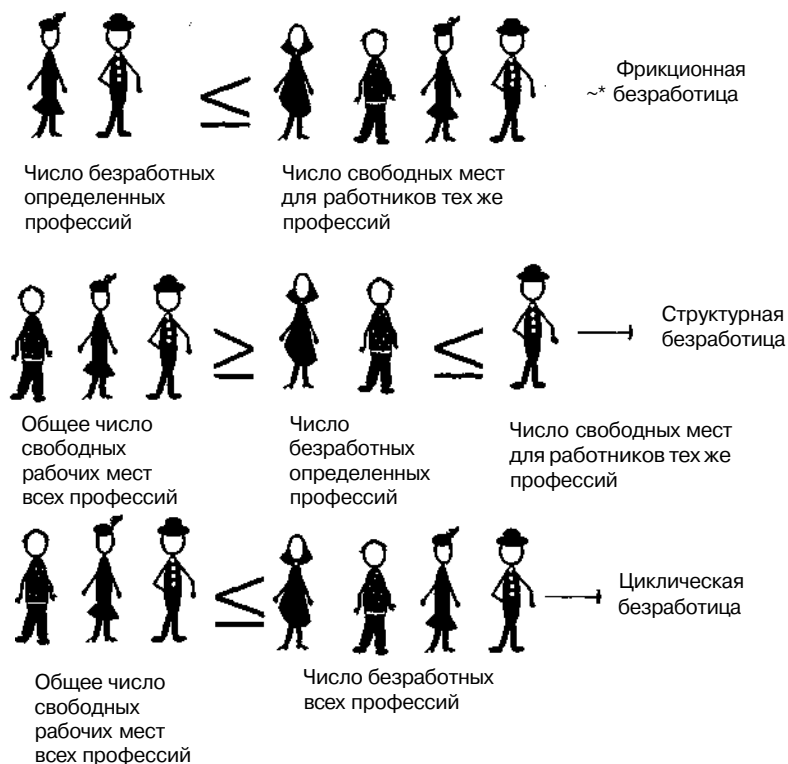 Фрикционная
~* безработица
≤
Число безработных
определенных
профессий
Число свободных мест
для работников тех же
профессий
Структурная
безработица
≥
≤
Общее число
свободных
рабочих мест
всех профессий
Число
безработных
определенных
профессий
Число свободных мест
для работников тех же
профессий
Циклическая
безработица
≤
Общее число
свободных
рабочих мест
всех профессий
Число безработных
всех профессий